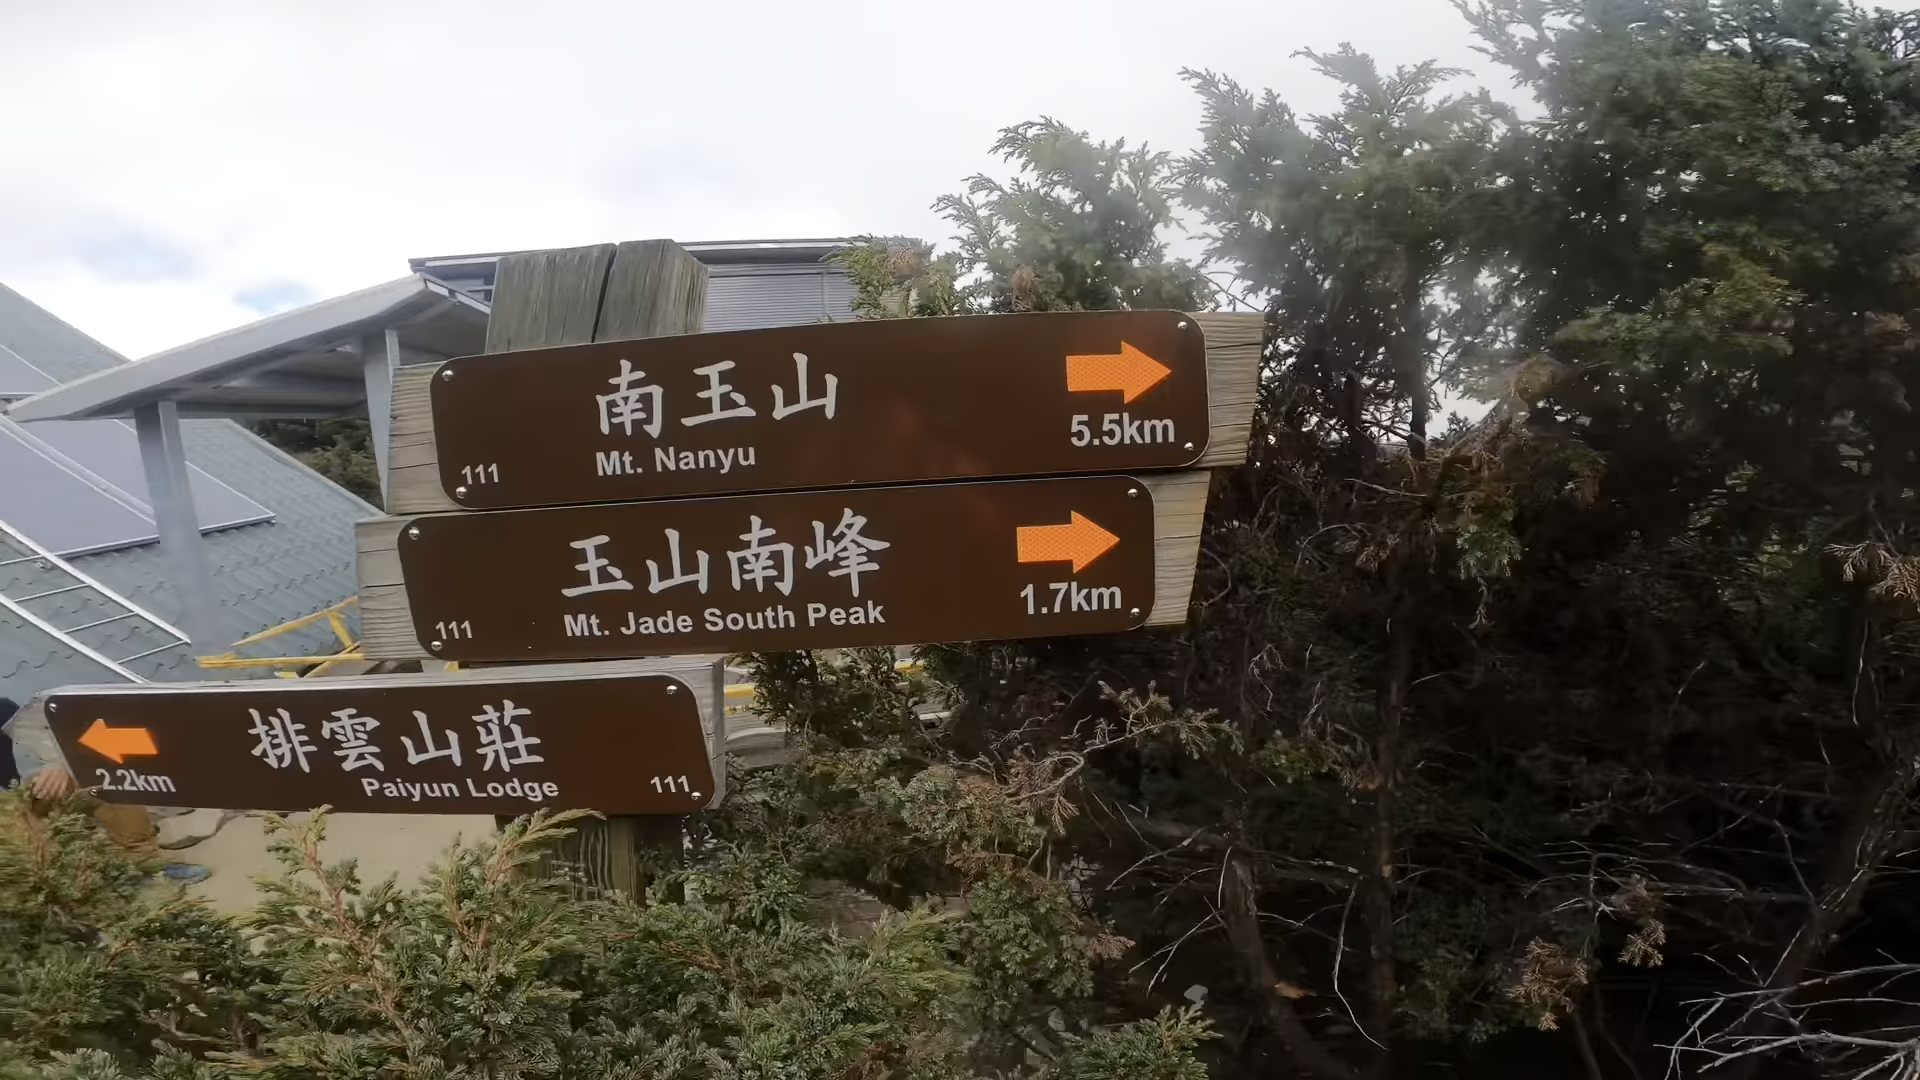 南玉山
Mt. Nanyu
111
5.5km
玉山南峰
Mt. Jade South Peak
111
1.7km
排雲山莊
Paiyun Lodge
2.2km
111